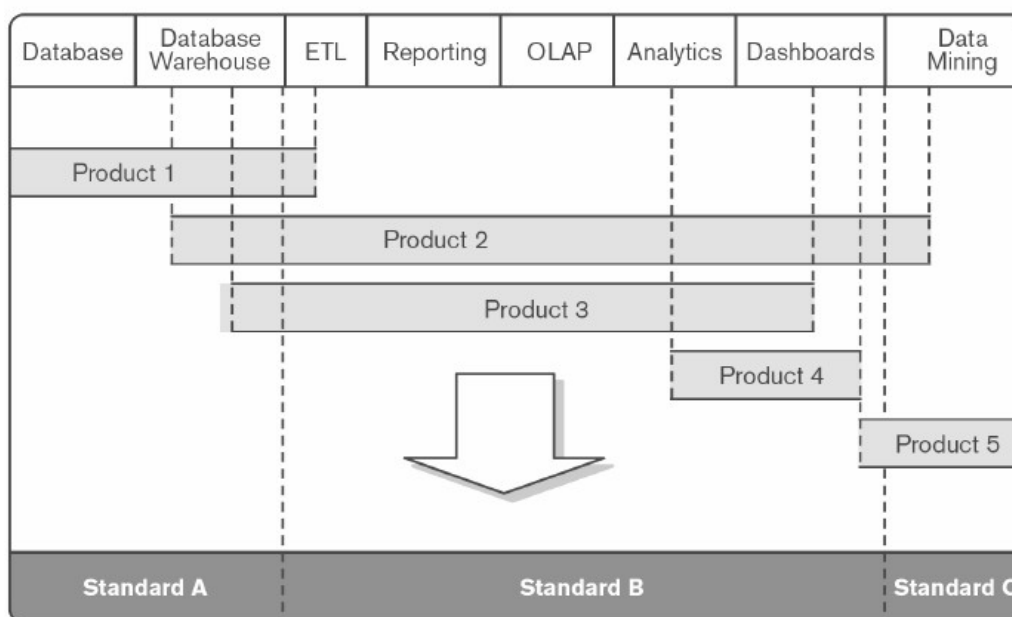 Database
Database
Warehouse
ETL
Reporting
OLAP
Analytics
Dashboards
Data
Mining
Product 1
Product 2
Product 3
Product 4
Product 5
Standard A
Standard B
Standard C